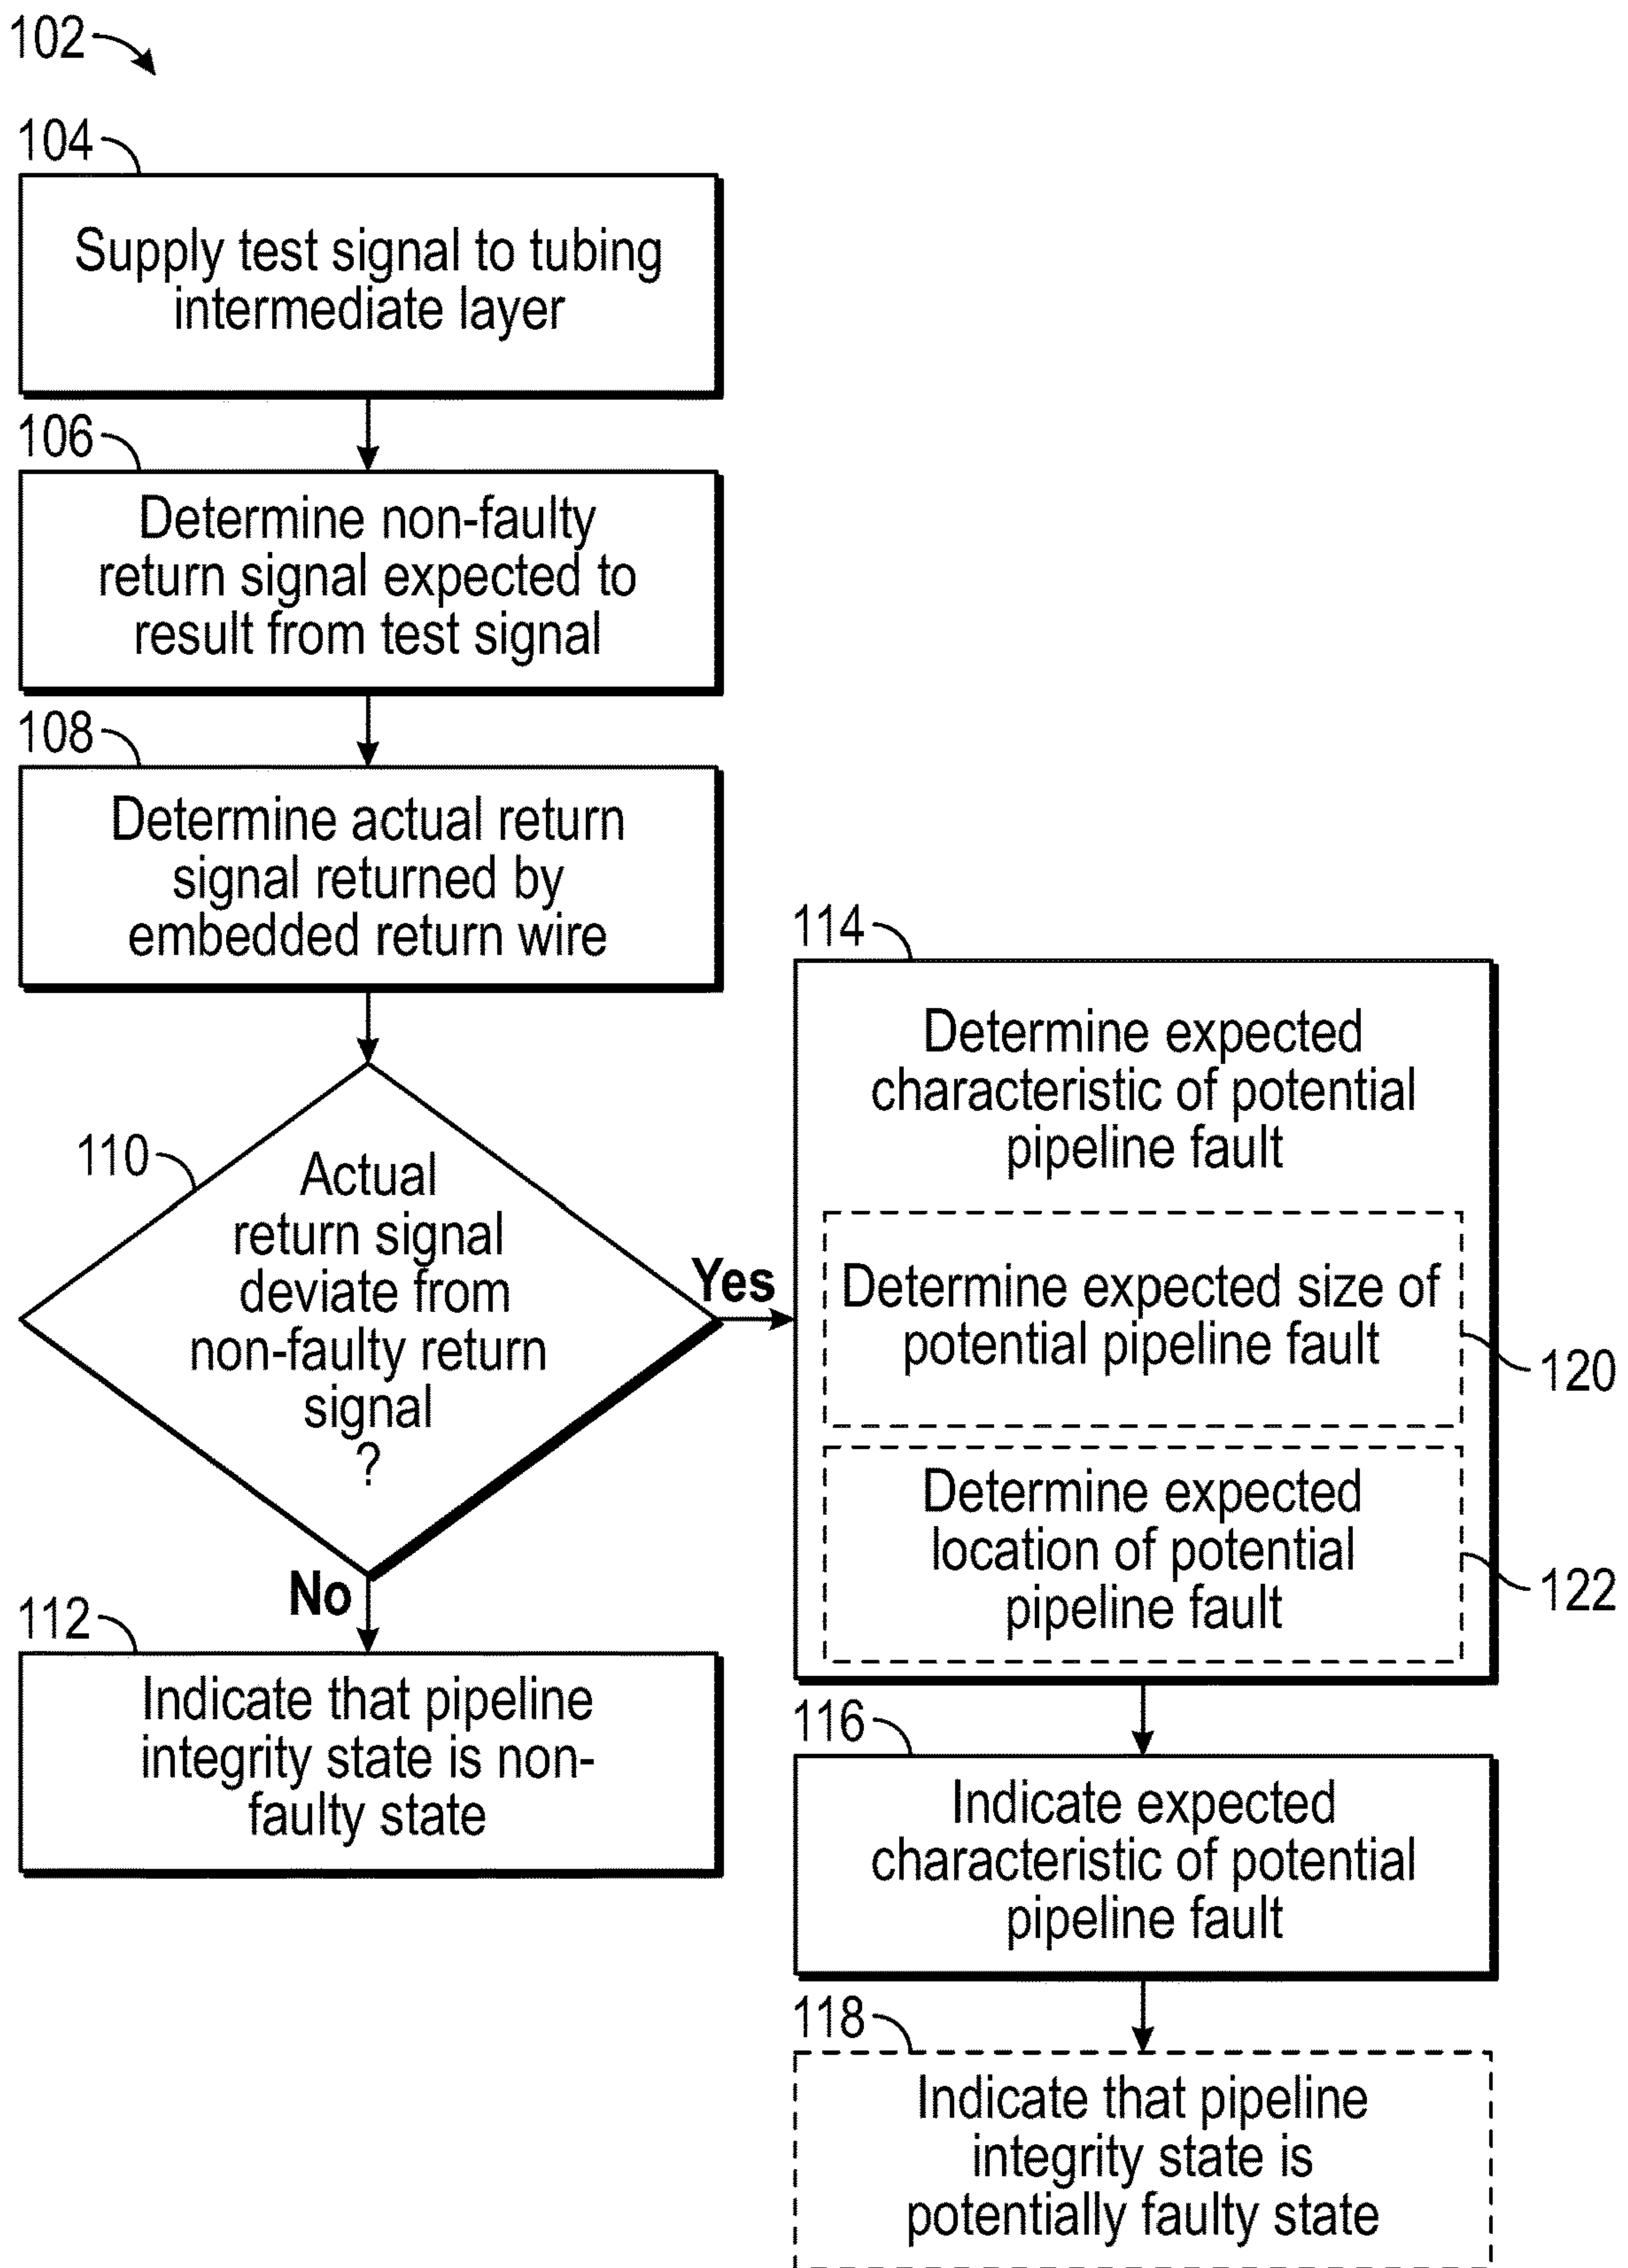 102
104
Supply test signal to tubing
intermediate layer
106
Determine non-faulty
return signal expected to
result from test signal
108
Determine actual return
signal returned by
embedded return wire
110
Actual
return signal
deviate from
non-faulty return
signal
?
Yes
No
112
Indicate that pipeline
integrity state is non-
faulty state
114
Determine expected
characteristic of potential
pipeline fault
Determine expected size of
potential pipeline fault
120
Determine expected
location of potential
pipeline fault
122
116
Indicate expected
characteristic of potential
pipeline fault
118
Indicate that pipeline
integrity state is
potentially faulty state